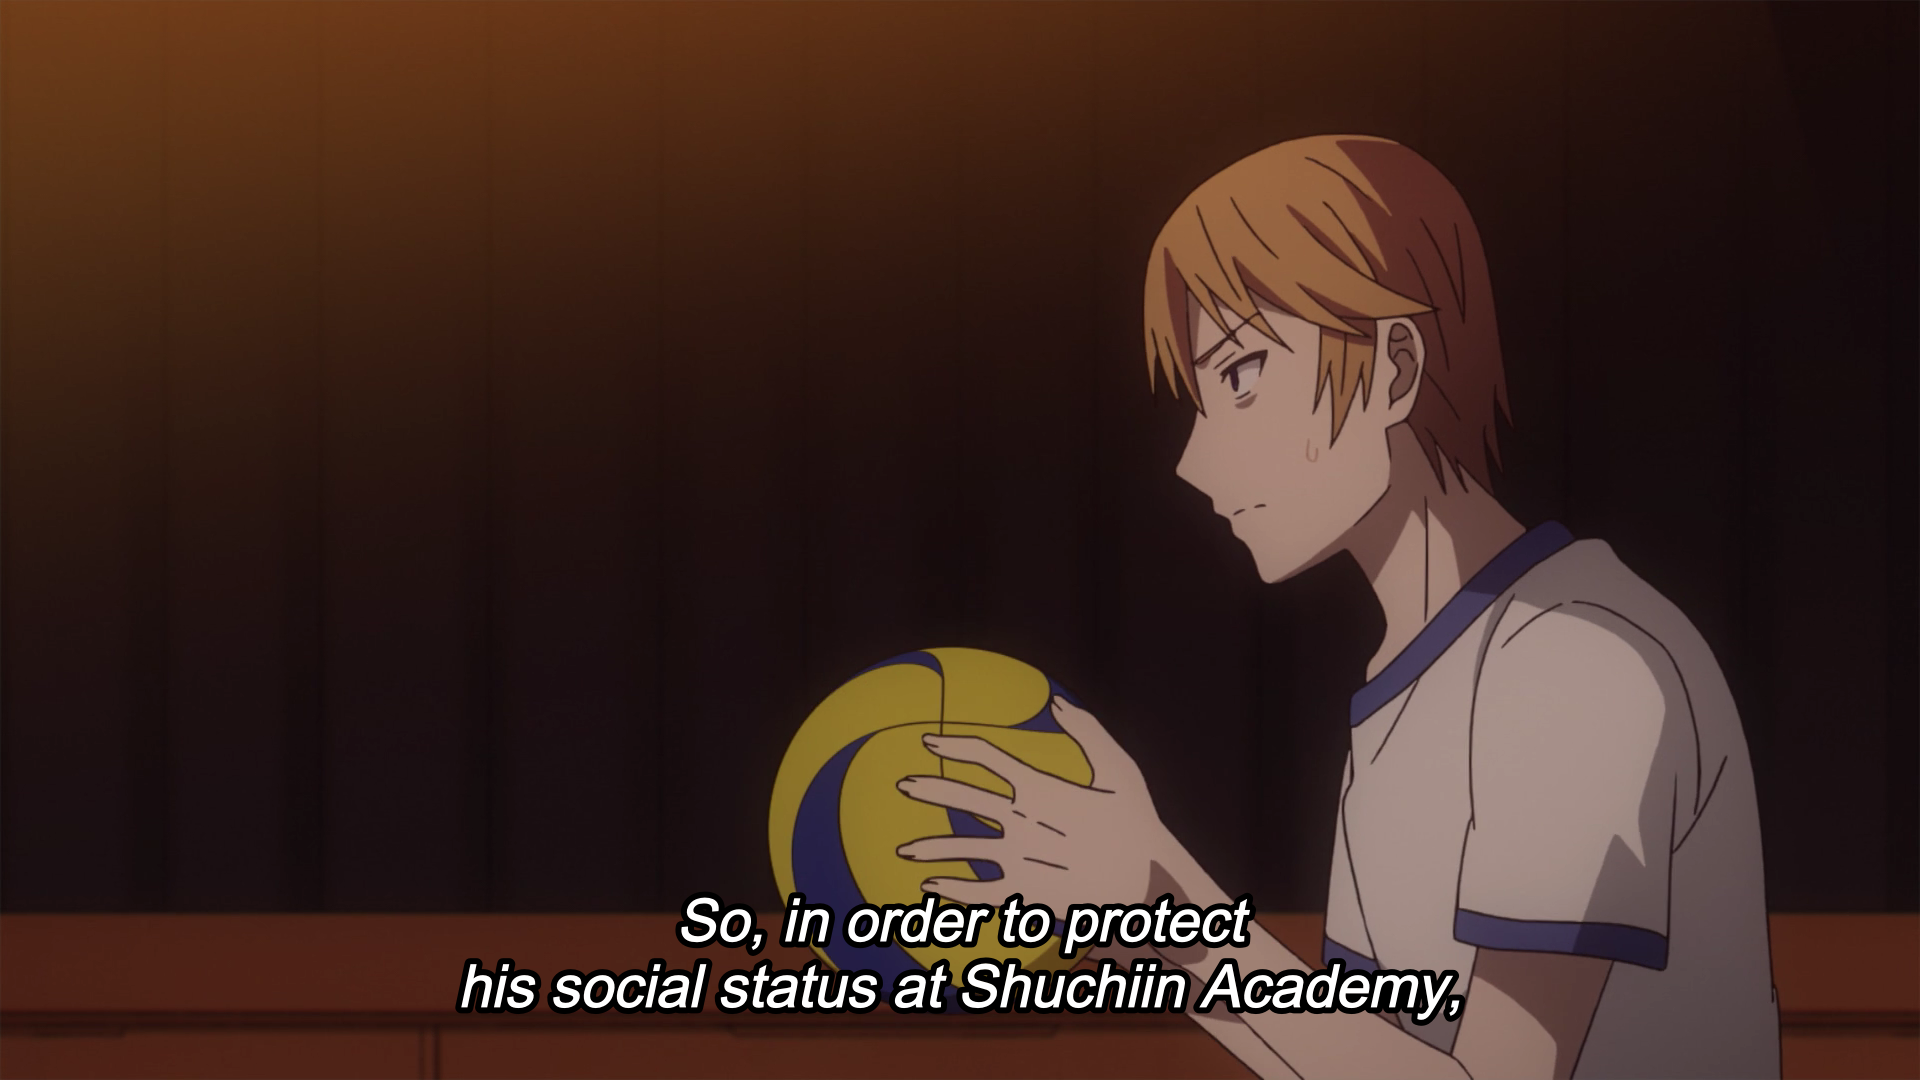 So, in order to protect
his social status at Shuchiin Academy,